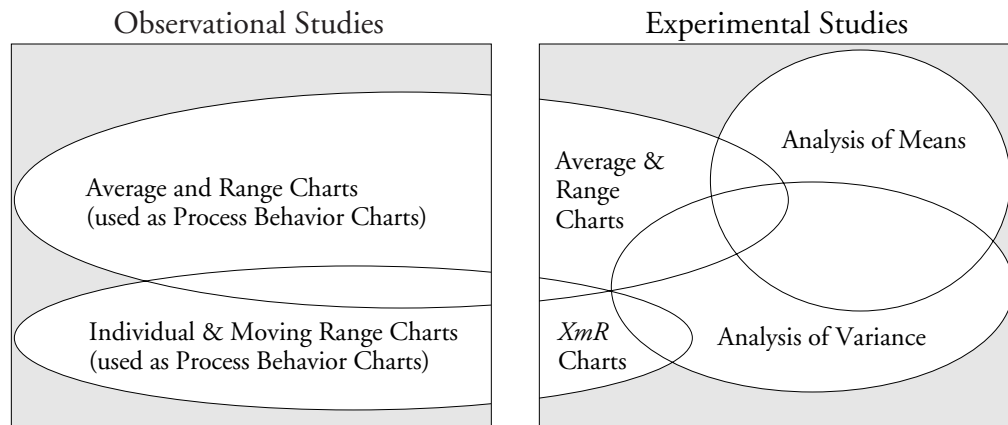 Observational Studies
Average and Range Charts
(used as Process Behavior Charts)
Individual & Moving Range Charts
(used as Process Behavior Charts)
Experimental Studies
Analysis of Means
Average &
Range
Charts
XmR
Charts
Analysis of Variance